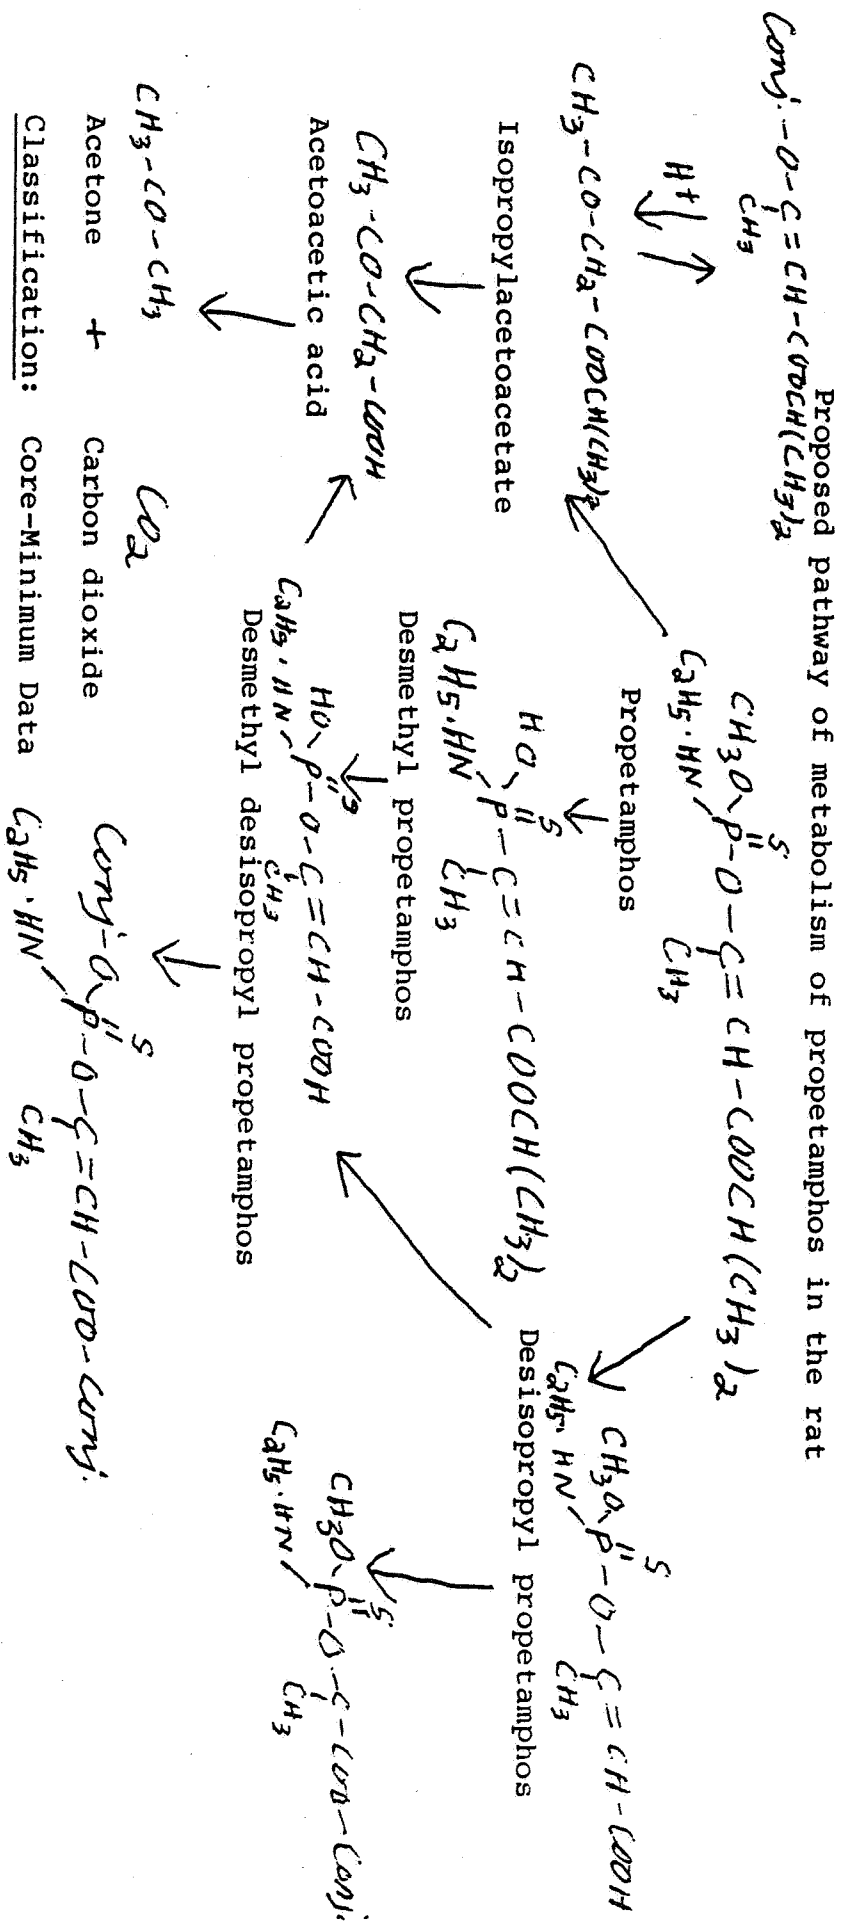 Proposed pathway of metabolism of propetamphos in the rat
Conj.-O-C=CH-COOCH(CH3)2
CH3
H+
CH3O
S
P-O-C=CH-COOCH(CH3)2
C2H5·HN
CH3
Propetamphos
CH3-CO-CH2-COOCH(CH3)2
Isopropylacetoacetate
HO
S
P-C=CH-COOCH(CH3)2
C2H5·HN
CH3
Desmethyl propetamphos
CH3O
S
P-O-C=CH-COOH
C2H5·HN
CH3
Desisopropyl propetamphos
CH3-CO-CH2-COOH
Acetoacetic acid
HO
S
P-O-C=CH-COOH
C2H5·HN
CH3
Desmethyl desisopropyl propetamphos
CH3O
S
P-O-C-COO-Conj.
C2H5·HN
CH3
CH3-CO-CH3
CO2
Acetone + Carbon dioxide
Conj-O
S
P-O-C=CH-COO-Conj.
C2H5·HN
CH3
Classification: Core-Minimum Data